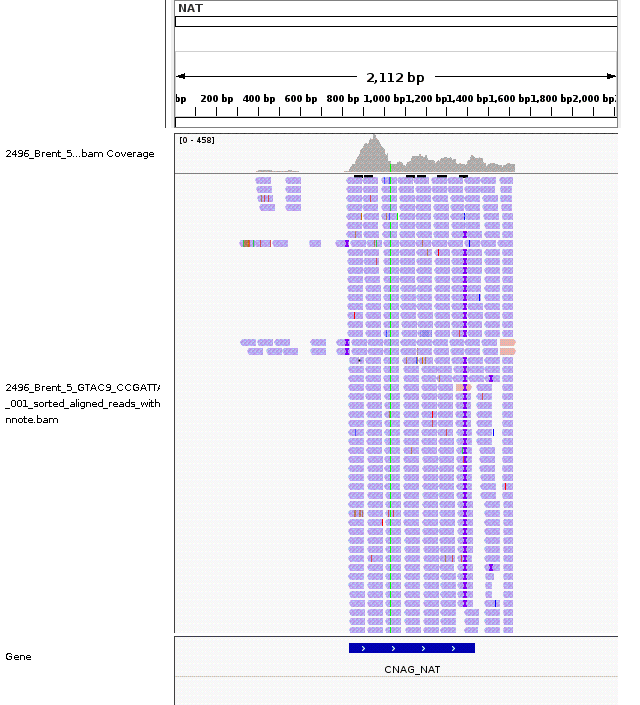 NAT
2,112 bp
bp 200 bp 400 bp 600 bp 800 bp 1,000 bp 1,200 bp 1,400 bp 1,600 bp 1,800 bp 2,000 bp
[0 - 458]
2496_Brent_5...bam Coverage
2496_Brent_5_GTAC9_CCGATTA
_001_sorted_aligned_reads_with
nnote.bam
Gene
CNAG_NAT